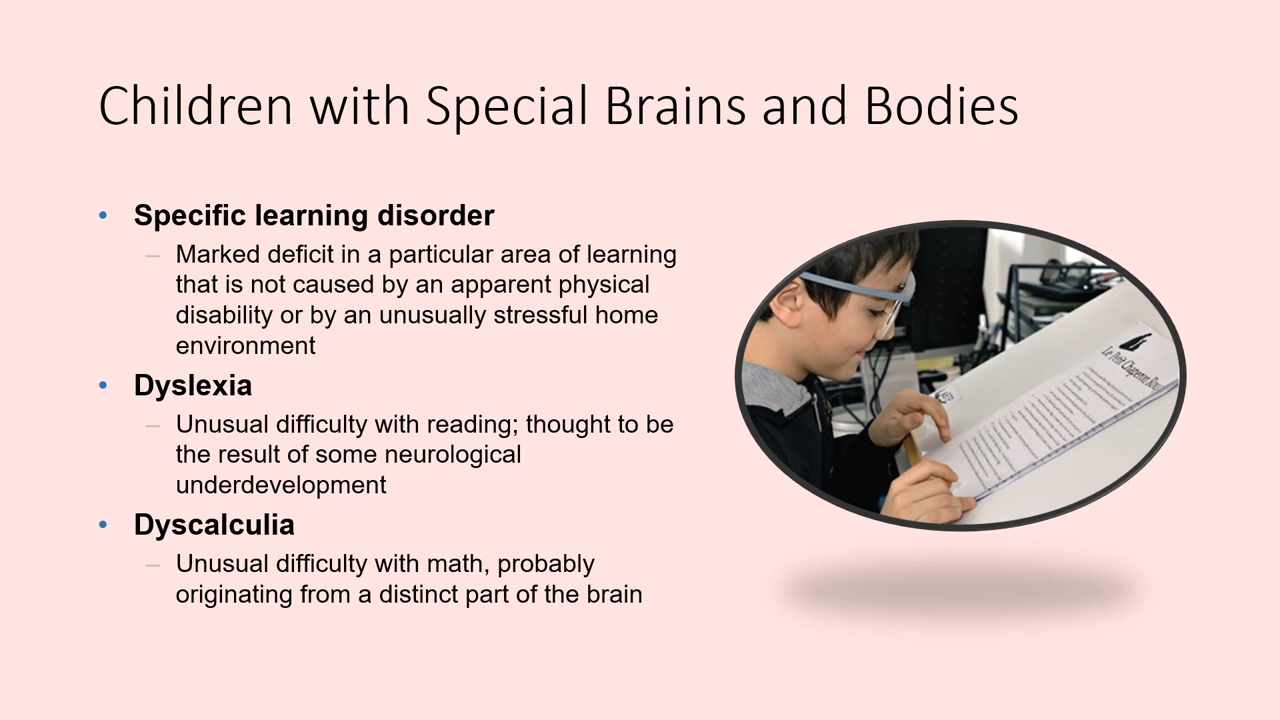 Children with Special Brains and Bodies
• Specific learning disorder
– Marked deficit in a particular area of learning
that is not caused by an apparent physical
disability or by an unusually stressful home
environment
• Dyslexia
– Unusual difficulty with reading; thought to be
the result of some neurological
underdevelopment
• Dyscalculia
– Unusual difficulty with math, probably
originating from a distinct part of the brain
Le Petit Chaperon